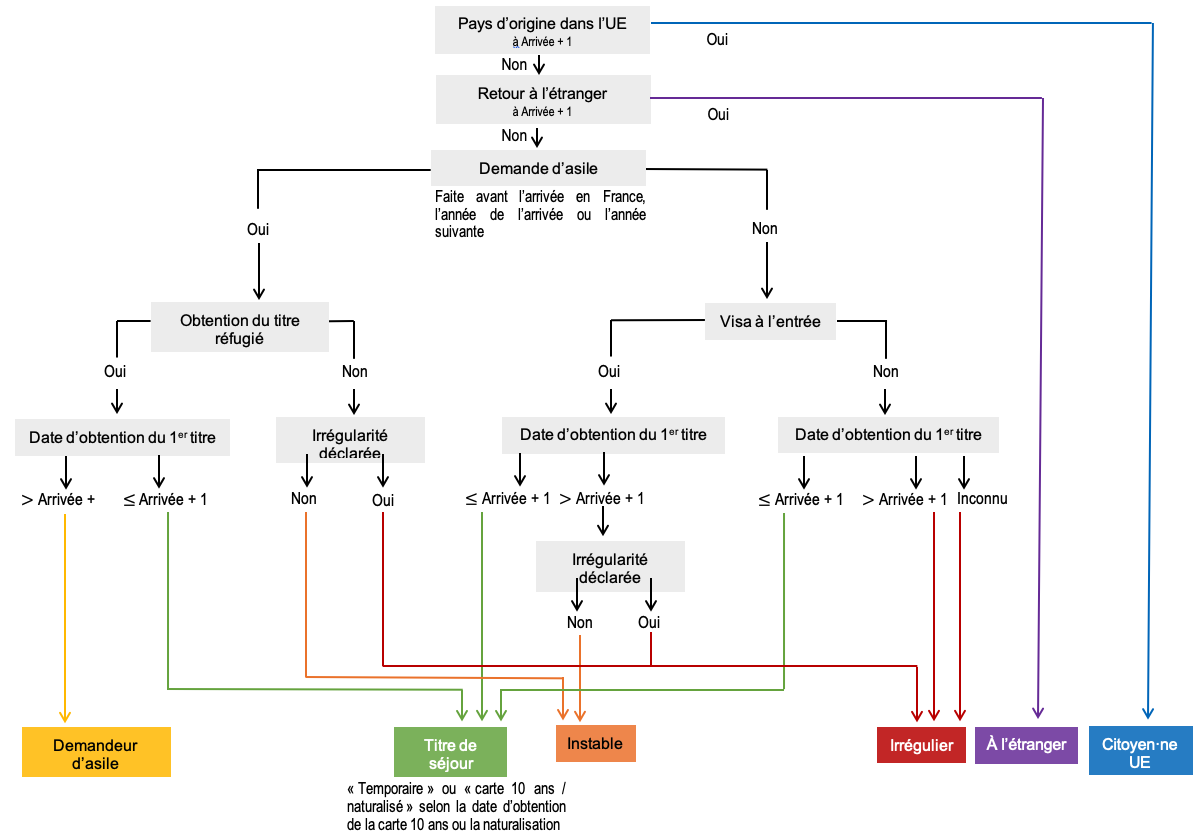 Pays d'origine dans l'UE
à Arrivée + 1
Oui
Non
Retour à l'étranger
à Arrivée + 1
Oui
Non
Demande d'asile
Faite avant l'arrivée en France,
l'année de l'arrivée ou l'année
suivante
Oui
Non
Obtention du titre
réfugié
Visa à l'entrée
Oui
Non
Oui
Non
Date d'obtention du 1er titre
Irrégularité
déclarée
Date d'obtention du 1er titre
Date d'obtention du 1er titre
> Arrivée +
≤ Arrivée + 1
Non
Oui
≤ Arrivée + 1
> Arrivée + 1
≤ Arrivée + 1
> Arrivée + 1
Inconnu
Irrégularité
déclarée
Non
Oui
Demandeur
d'asile
Titre de
séjour
Instable
Irrégulier
À l'étranger
Citoyen·ne
UE
« Temporaire » ou « carte 10 ans /
naturalisé » selon la date d'obtention
de la carte 10 ans ou la naturalisation